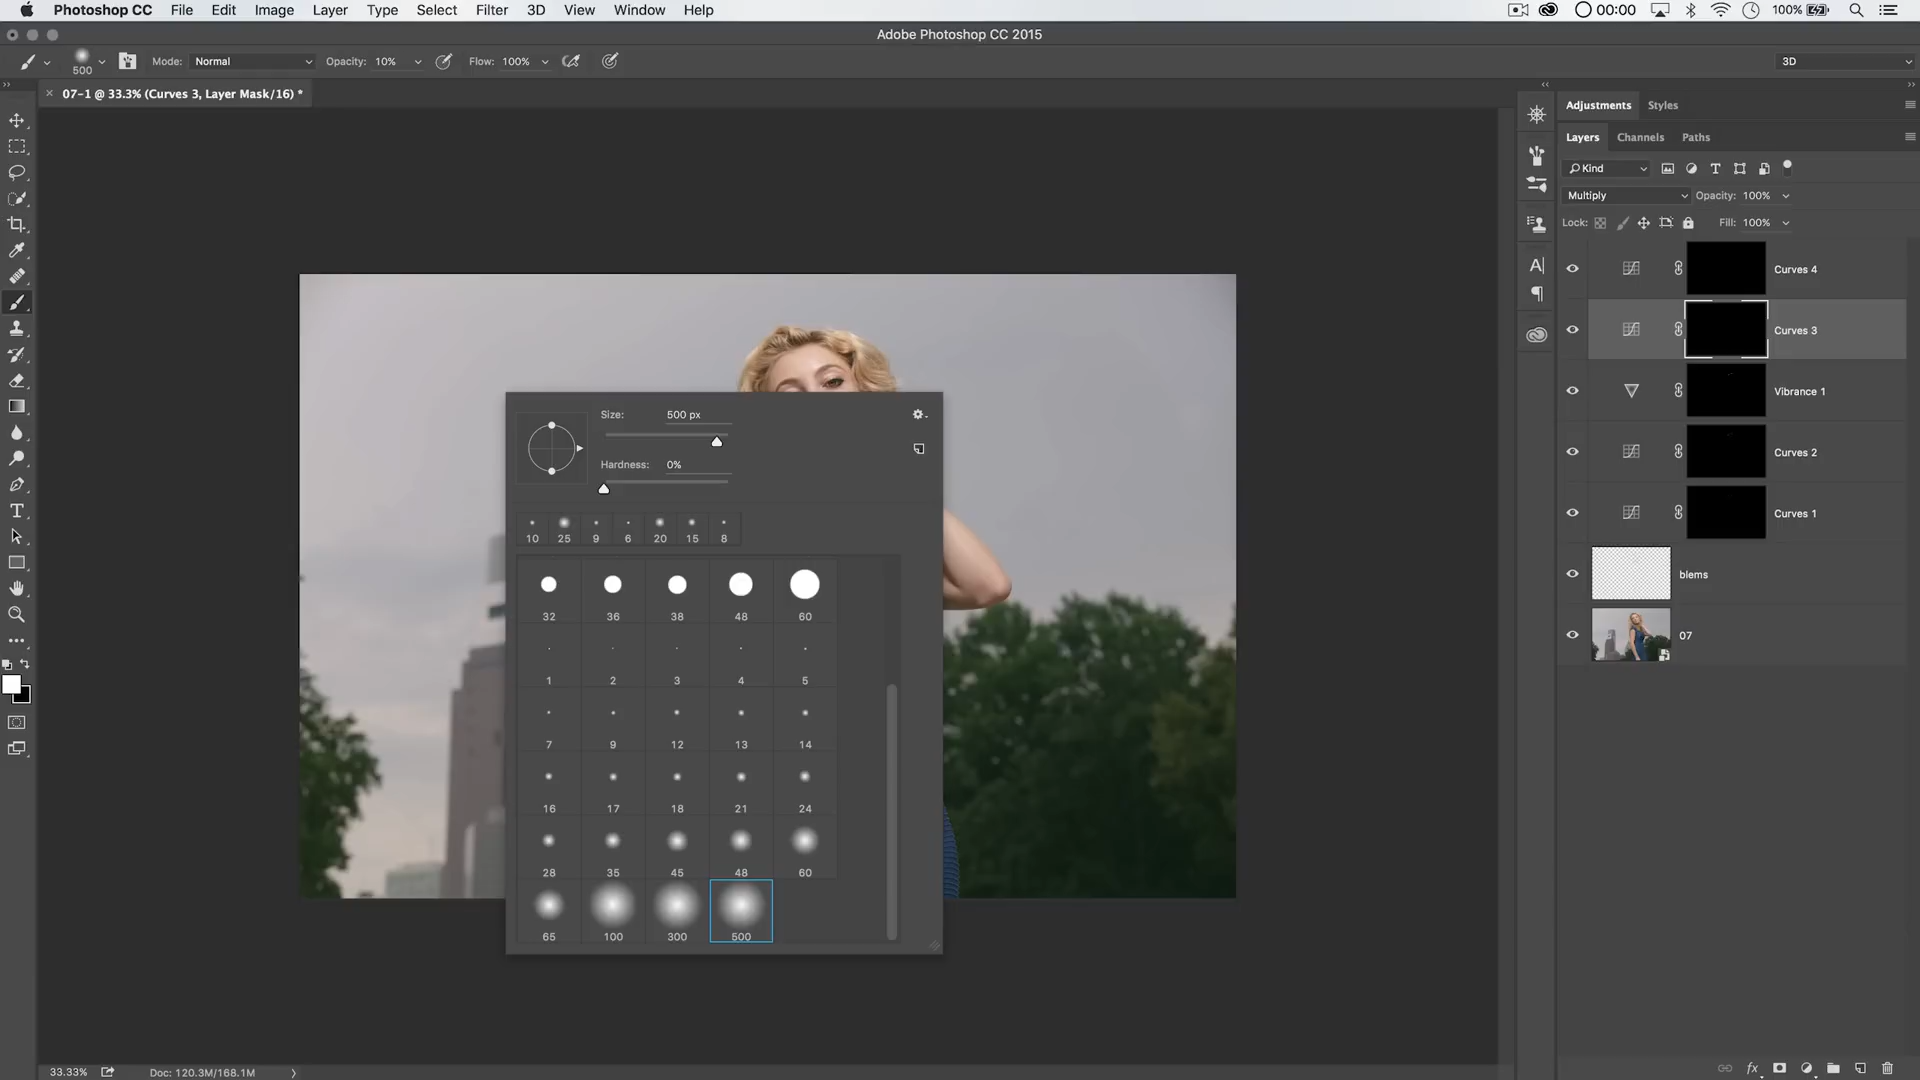 Photoshop CC File Edit Image Layer Type Select Filter 3D View Window Help 00:00 100%
Adobe Photoshop CC 2015
500 Mode: Normal Opacity: 10% Flow: 100% 3D
07-1 @ 33.3% (Curves 3, Layer Mask/16) *
Adjustments Styles
Layers Channels Paths
Kind
Multiply Opacity: 100%
Lock: Fill: 100%
Curves 4
Curves 3
Vibrance 1
Curves 2
Curves 1
blems
07
Size: 500 px
Hardness: 0%
10 25 9 6 20 15 8
32 36 38 48 60
1 2 3 4 5
7 9 12 13 14
16 17 18 21 24
28 35 45 48 60
65 100 300 500
33.33% Doc: 120.3M/168.1M